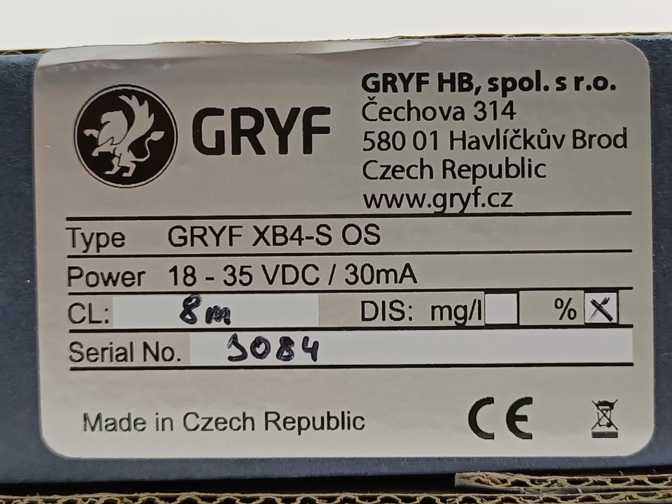 GRYF
GRYF HB, spol. s r.o.
Čechova 314
580 01 Havlíčkův Brod
Czech Republic
www.gryf.cz
Type GRYF XB4-S OS
Power 18 - 35 VDC / 30mA
CL: 8m DIS: mg/l % X
Serial No. 3084
Made in Czech Republic CE